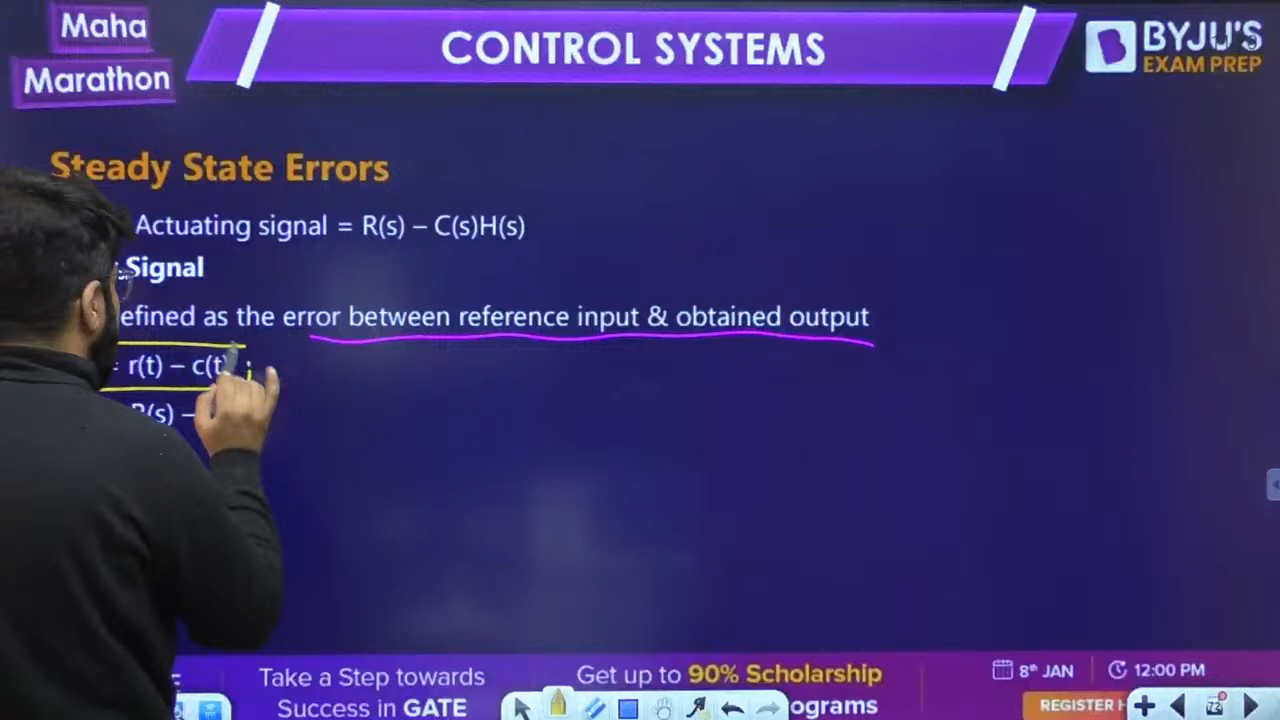 Maha
Marathon
CONTROL SYSTEMS
BYJU'S
EXAM PREP
Steady State Errors
Actuating signal = R(s) – C(s)H(s)
Signal
efined as the error between reference input & obtained output
= r(t) – c(t) ;
R(s) –
Take a Step towards
Success in GATE
Get up to 90% Scholarship
ograms
8th JAN
12:00 PM
REGISTER
72